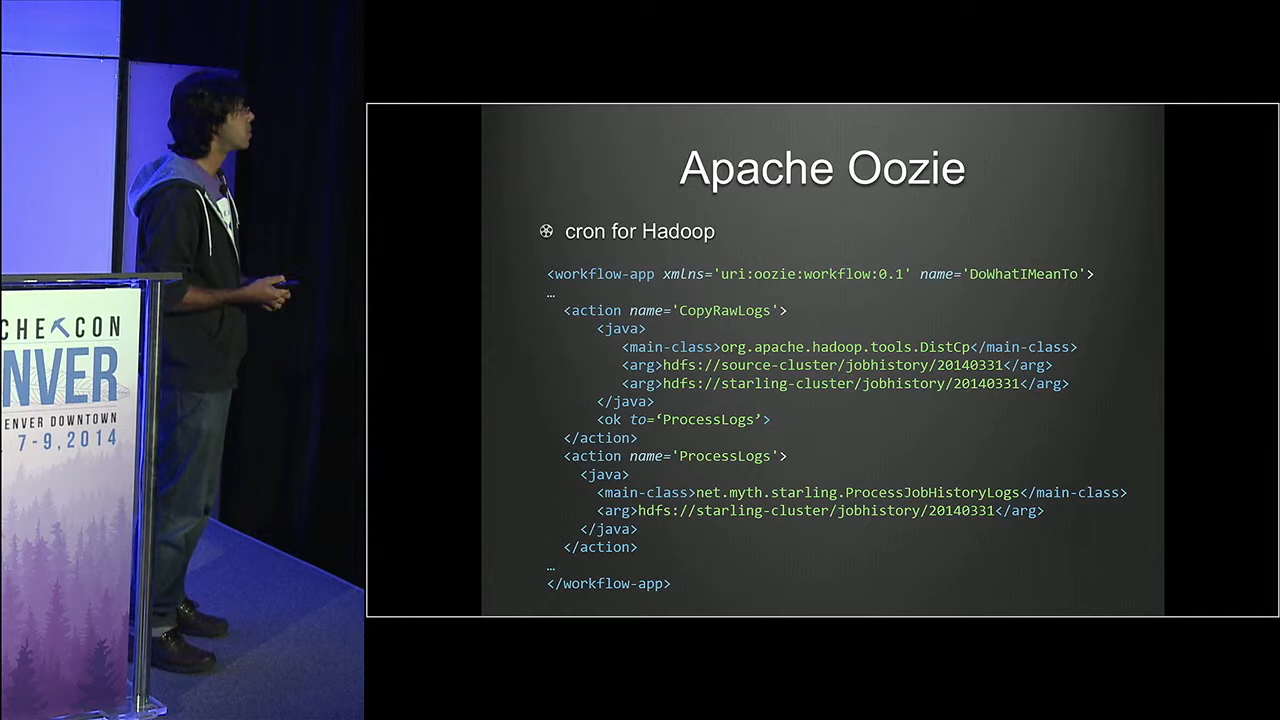 CHE CON
NVER
ENVER DOWNTOWN
7-9,2014
Apache Oozie
cron for Hadoop
<workflow-app xmlns='uri:oozie:workflow:0.1' name='DoWhatIMeanTo'>
…
<action name='CopyRawLogs'>
<java>
<main-class>org.apache.hadoop.tools.DistCp</main-class>
<arg>hdfs://source-cluster/jobhistory/20140331</arg>
<arg>hdfs://starling-cluster/jobhistory/20140331</arg>
</java>
<ok to=‘ProcessLogs’>
</action>
<action name='ProcessLogs'>
<java>
<main-class>net.myth.starling.ProcessJobHistoryLogs</main-class>
<arg>hdfs://starling-cluster/jobhistory/20140331</arg>
</java>
</action>
…
</workflow-app>